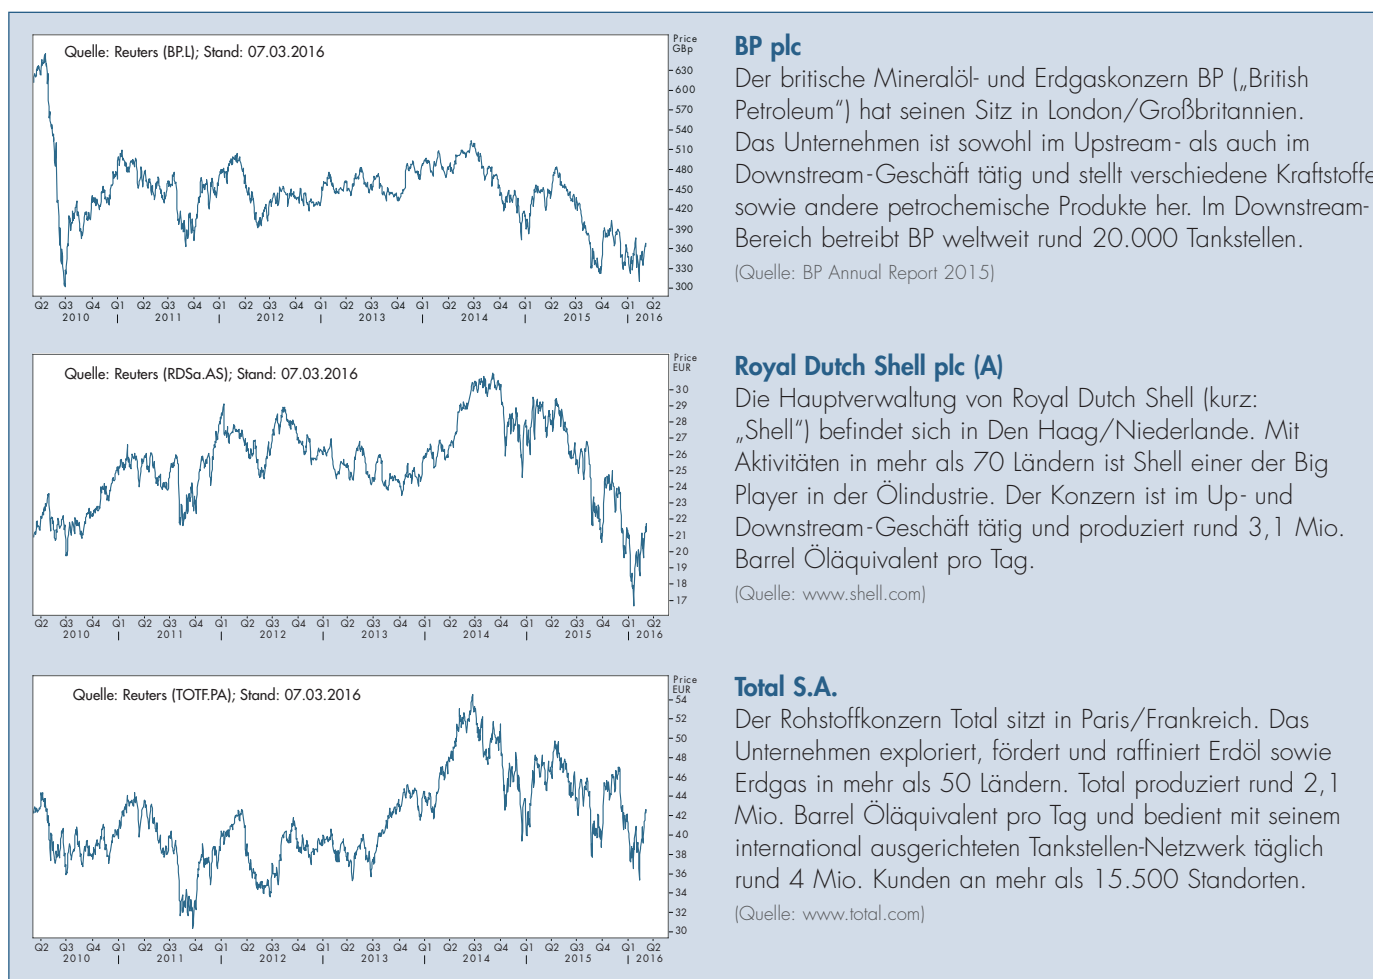 Quelle: Reuters (BP.L); Stand: 07.03.2016
Price
GBp
630
600
570
540
510
480
450
420
390
360
330
300
Q2 Q3 Q4 Q1 Q2 Q3 Q4 Q1 Q2 Q3 Q4 Q1 Q2 Q3 Q4 Q1 Q2 Q3 Q4 Q1 Q2 Q3 Q4 Q1 Q2
2010 2011 2012 2013 2014 2015 2016
BP plc
Der britische Mineralöl- und Erdgaskonzern BP („British
Petroleum“) hat seinen Sitz in London/Großbritannien.
Das Unternehmen ist sowohl im Upstream- als auch im
Downstream-Geschäft tätig und stellt verschiedene Kraftstoffe
sowie andere petrochemische Produkte her. Im Downstream-
Bereich betreibt BP weltweit rund 20.000 Tankstellen.
(Quelle: BP Annual Report 2015)
Quelle: Reuters (RDSa.AS); Stand: 07.03.2016
Price
EUR
30
29
28
27
26
25
24
23
22
21
20
19
18
17
Q2 Q3 Q4 Q1 Q2 Q3 Q4 Q1 Q2 Q3 Q4 Q1 Q2 Q3 Q4 Q1 Q2 Q3 Q4 Q1 Q2 Q3 Q4 Q1 Q2
2010 2011 2012 2013 2014 2015 2016
Royal Dutch Shell plc (A)
Die Hauptverwaltung von Royal Dutch Shell (kurz:
„Shell“) befindet sich in Den Haag/Niederlande. Mit
Aktivitäten in mehr als 70 Ländern ist Shell einer der Big
Player in der Ölindustrie. Der Konzern ist im Up- und
Downstream-Geschäft tätig und produziert rund 3,1 Mio.
Barrel Öläquivalent pro Tag.
(Quelle: www.shell.com)
Quelle: Reuters (TOTF.PA); Stand: 07.03.2016
Price
EUR
54
52
50
48
46
44
42
40
38
36
34
32
30
Q2 Q3 Q4 Q1 Q2 Q3 Q4 Q1 Q2 Q3 Q4 Q1 Q2 Q3 Q4 Q1 Q2 Q3 Q4 Q1 Q2 Q3 Q4 Q1 Q2
2010 2011 2012 2013 2014 2015 2016
Total S.A.
Der Rohstoffkonzern Total sitzt in Paris/Frankreich. Das
Unternehmen exploriert, fördert und raffiniert Erdöl sowie
Erdgas in mehr als 50 Ländern. Total produziert rund 2,1
Mio. Barrel Öläquivalent pro Tag und bedient mit seinem
international ausgerichteten Tankstellen-Netzwerk täglich
rund 4 Mio. Kunden an mehr als 15.500 Standorten.
(Quelle: www.total.com)